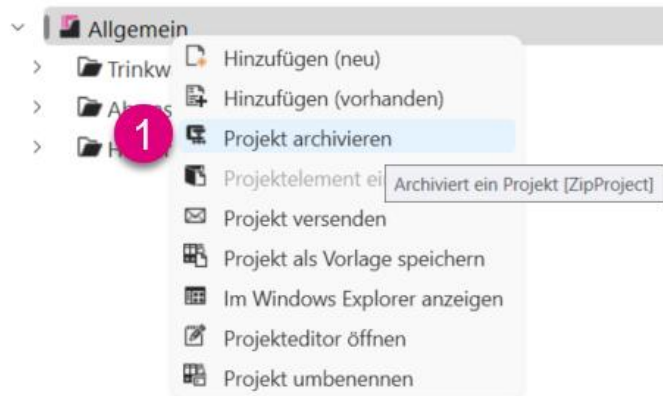 Allgemein
Trinkw
Hinzufügen (neu)
Hinzufügen (vorhanden)
1
Projekt archivieren
Projektelement
Archiviert ein Projekt [ZipProject]
Projekt versenden
Projekt als Vorlage speichern
Im Windows Explorer anzeigen
Projekteditor öffnen
Projekt umbenennen